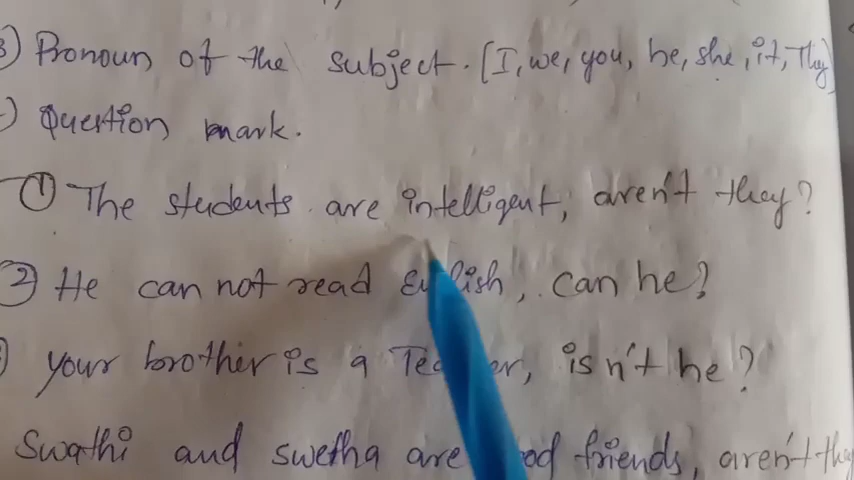 3) Pronoun of the subject. [I, we, you, he, she, it, They]
Question mark.
① The students are intelligent, aren't they?
② He can not read English, can he?
Your brother is a Teacher, isn't he?
Swathi and swetha are good friends, aren't they